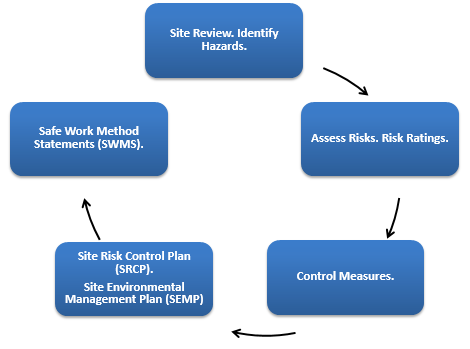 Site Review. Identify
Hazards.
Assess Risks. Risk Ratings.
Control Measures.
Site Risk Control Plan
(SRCP).
Site Environmental
Management Plan (SEMP)
Safe Work Method
Statements (SWMS).